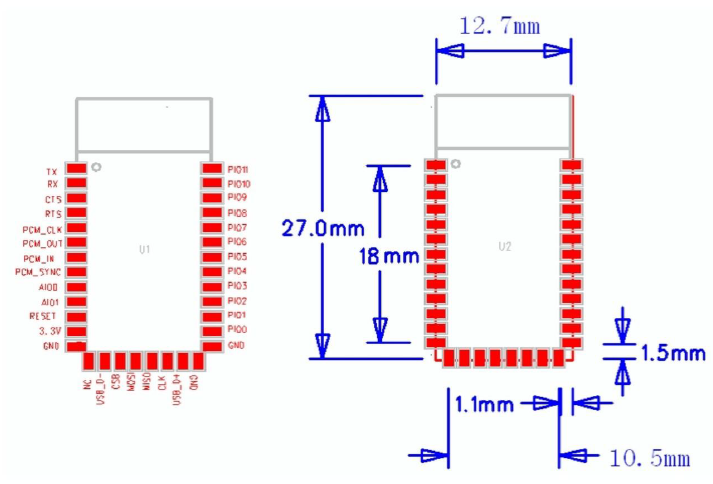 12.7mm
TX
RX
CTS
RTS
PCM_CLK
PCM_OUT
PCM_IN
PCM_SYNC
AIO0
AIO1
RESET
3.3V
GND
PIO11
PIO10
PIO9
PIO8
PIO7
PIO6
PIO5
PIO4
PIO3
PIO2
PIO1
PIO0
GND
U1
NC
USB_D-
CSB
MOSI
MISO
CLK
USB_D+
GND
27.0mm
18mm
U2
1.5mm
1.1mm
10.5mm